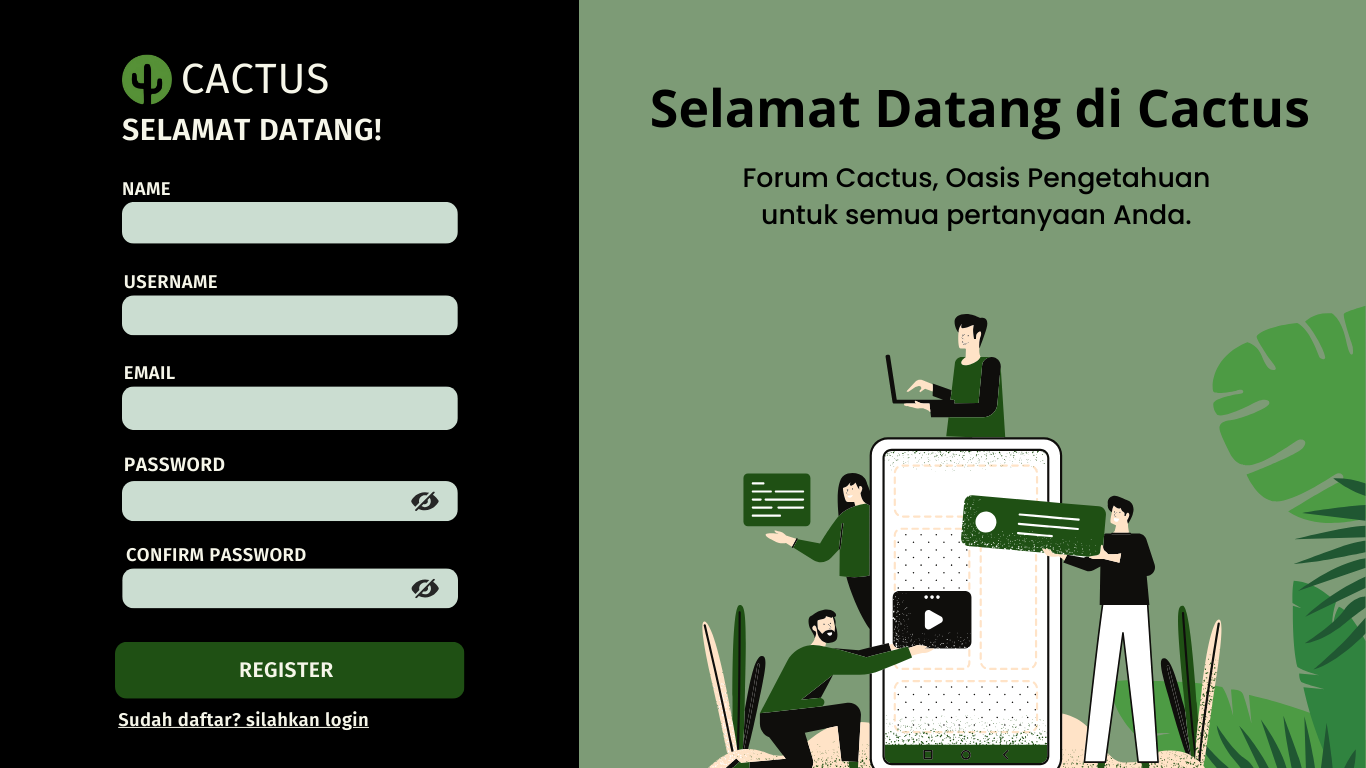 CACTUS
SELAMAT DATANG!
NAME
USERNAME
EMAIL
PASSWORD
CONFIRM PASSWORD
REGISTER
Sudah daftar? silahkan login
Selamat Datang di Cactus
Forum Cactus, Oasis Pengetahuan
untuk semua pertanyaan Anda.